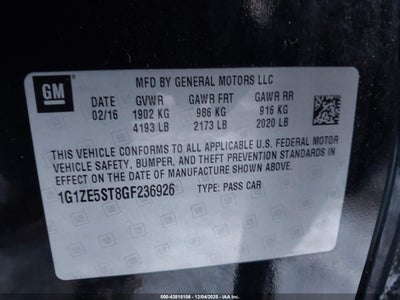 GM
MFD BY GENERAL MOTORS LLC
DATE GVWR GAWR FRT GAWR RR
02/16 1902 KG 986 KG 916 KG
4193 LB 2173 LB 2020 LB
THIS VEHICLE CONFORMS TO ALL APPLICABLE U.S. FEDERAL MOTOR
VEHICLE SAFETY, BUMPER, AND THEFT PREVENTION STANDARDS IN
EFFECT ON THE DATE OF MANUFACTURE SHOWN ABOVE.
1G1ZE5ST8GF236926 TYPE: PASS CAR
000-43818106 - 12/04/2025 - USA